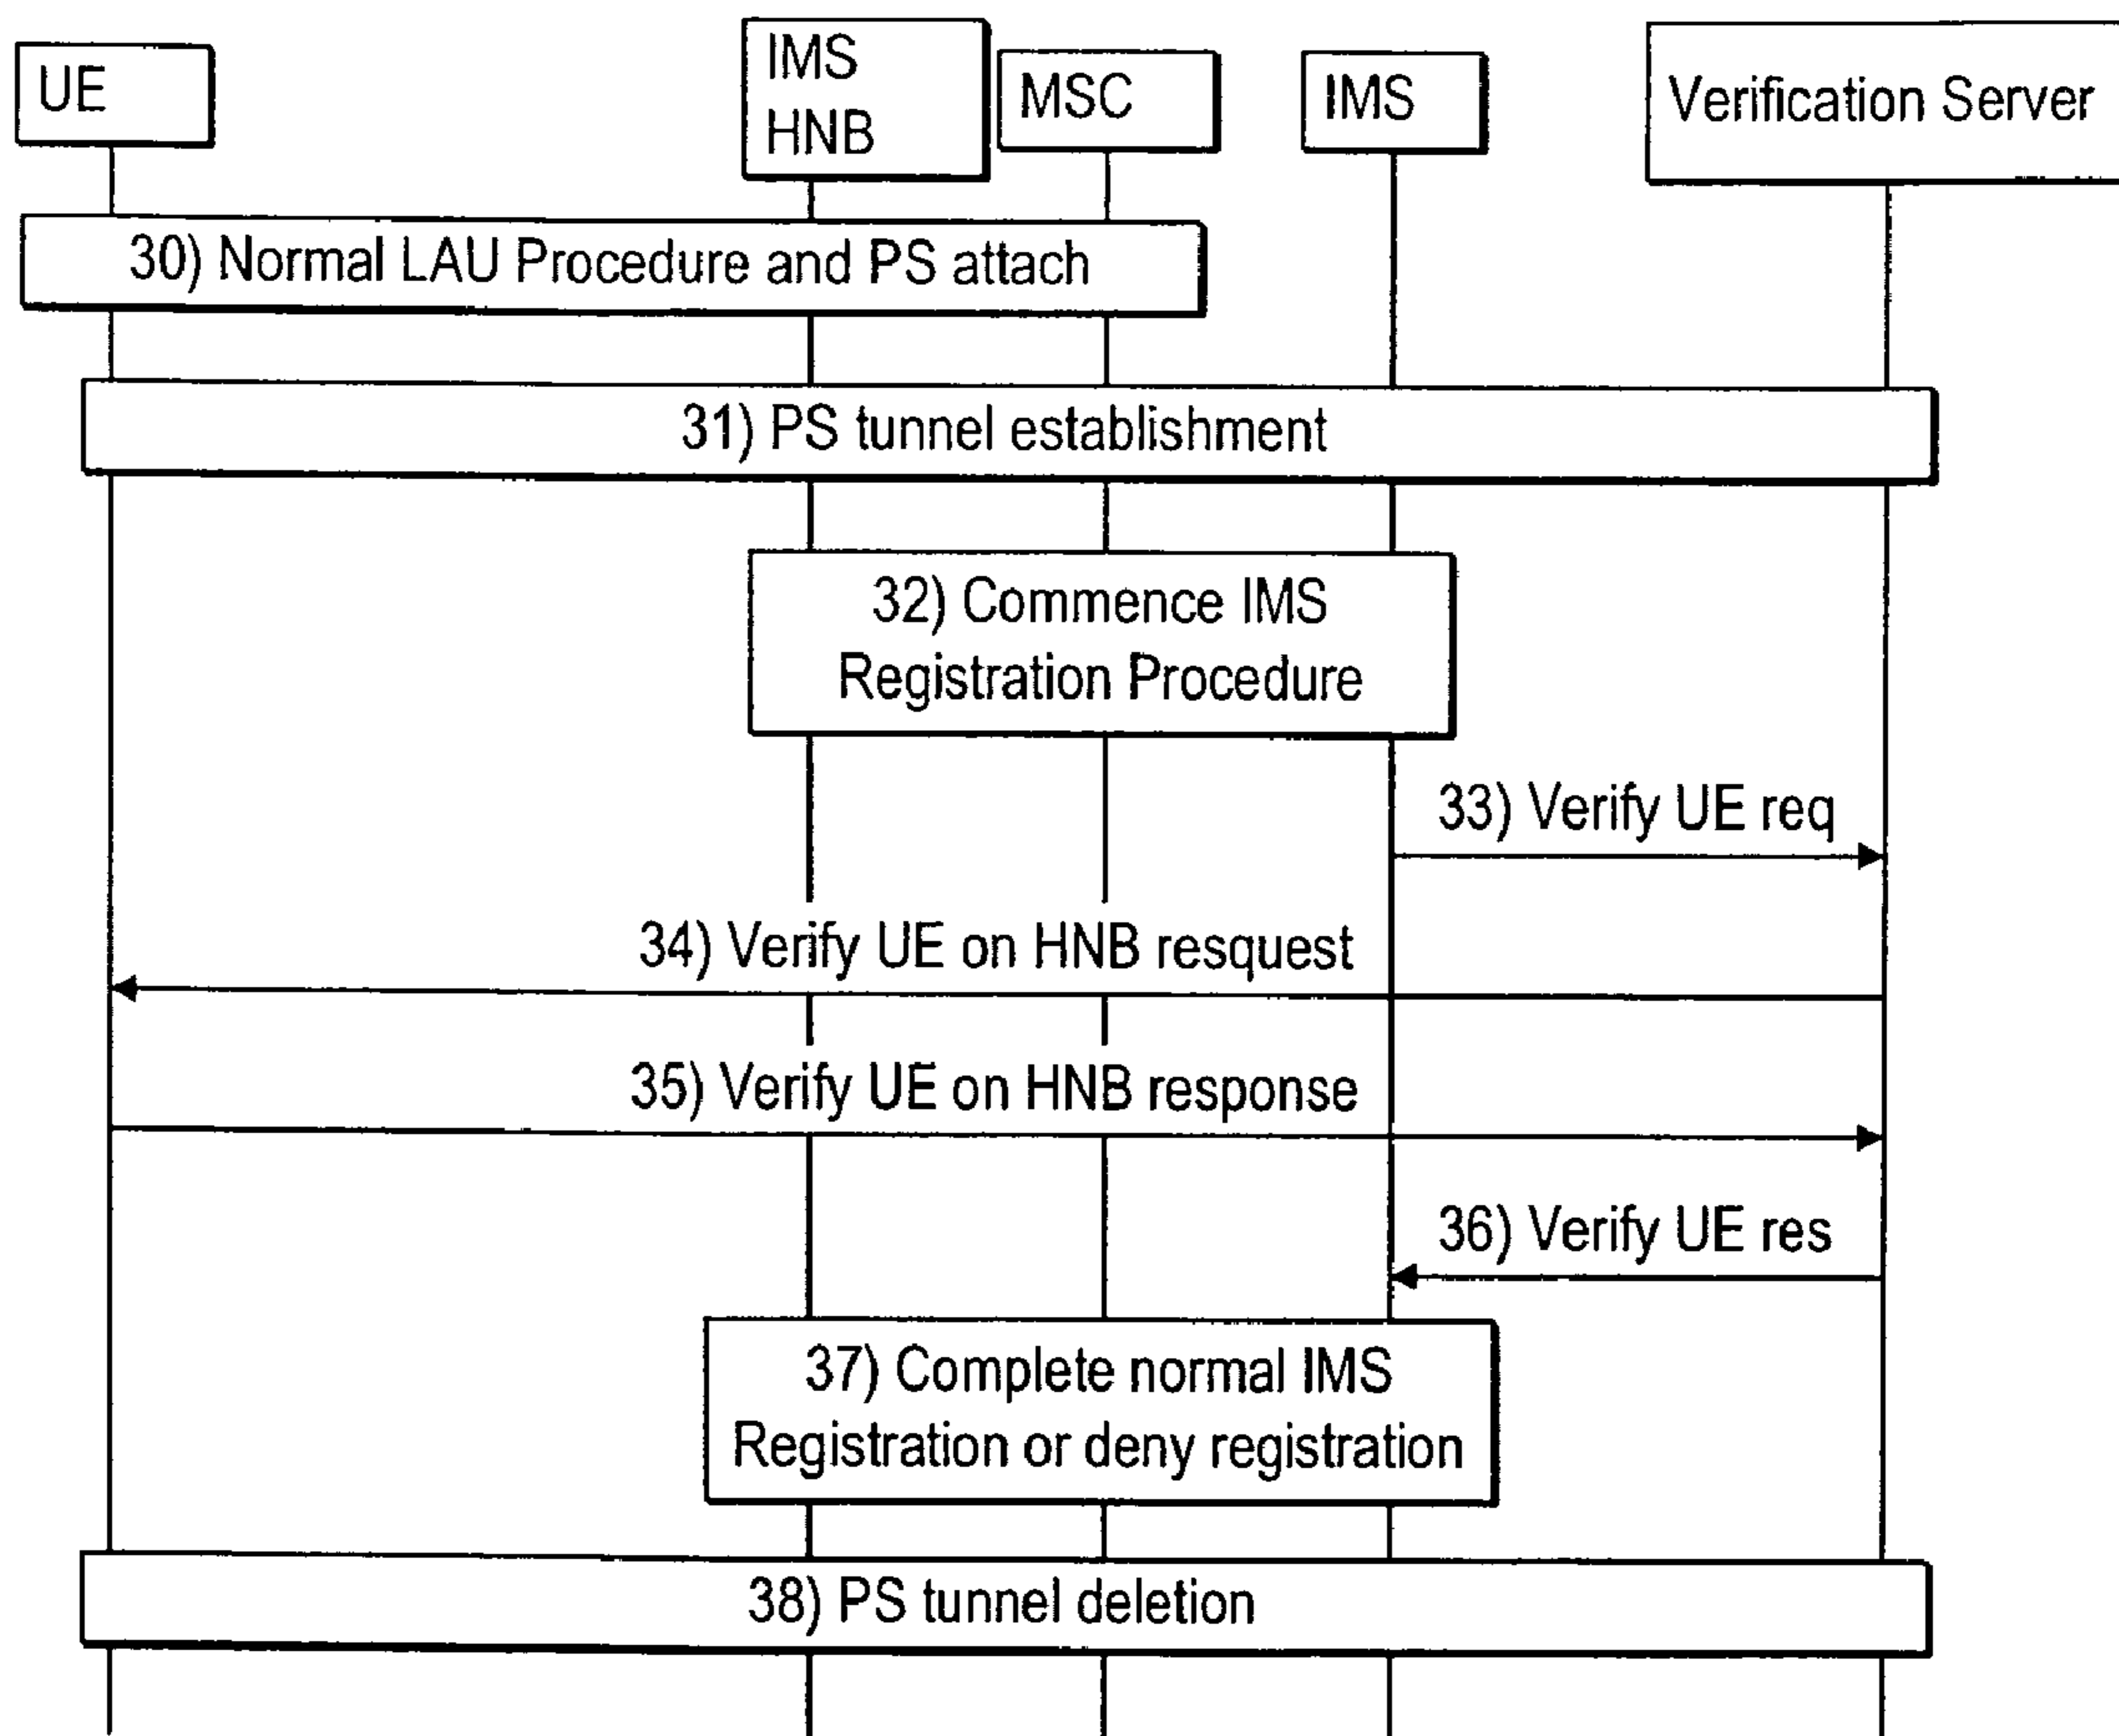 UE
IMS
HNB
MSC
IMS
Verification Server
30) Normal LAU Procedure and PS attach
31) PS tunnel establishment
32) Commence IMS
Registration Procedure
33) Verify UE req
34) Verify UE on HNB resquest
35) Verify UE on HNB response
36) Verify UE res
37) Complete normal IMS
Registration or deny registration
38) PS tunnel deletion